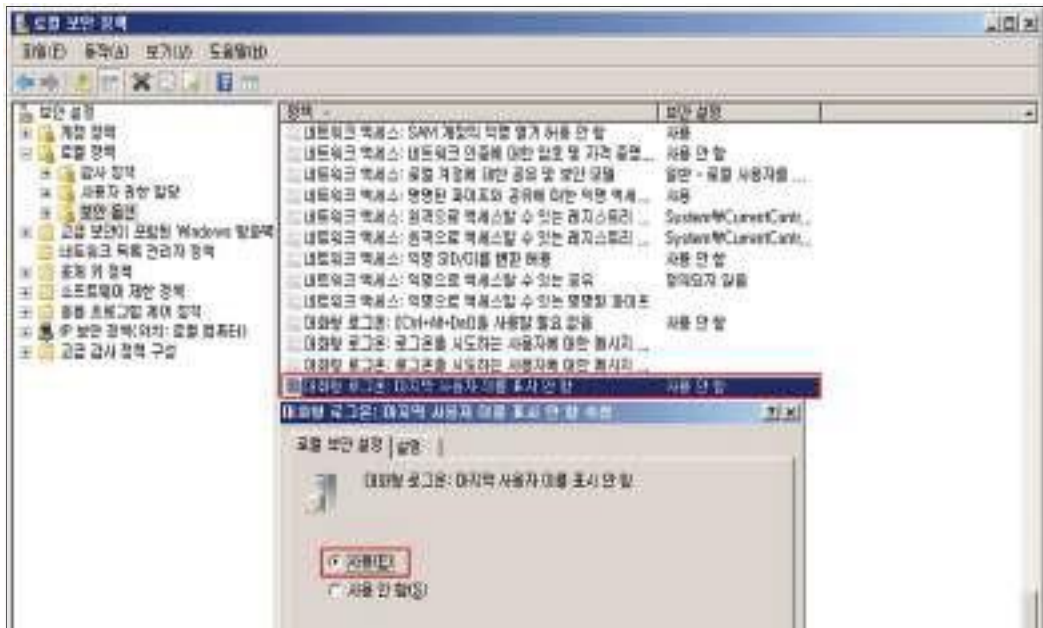 로컬 보안 정책
파일(F) 동작(A) 보기(V) 도움말(H)
보안 설정
계정 정책
로컬 정책
감사 정책
사용자 권한 할당
보안 옵션
고급 보안이 포함된 Windows 방화벽
네트워크 목록 관리자 정책
공개 키 정책
소프트웨어 제한 정책
응용 프로그램 제어 정책
IP 보안 정책(위치: 로컬 컴퓨터)
고급 감사 정책 구성
정책 보안 설정
네트워크 액세스: SAM 계정의 익명 열거 허용 안 함 사용
네트워크 액세스: 네트워크 인증에 대한 암호 및 자격 증명... 사용 안 함
네트워크 액세스: 로컬 계정에 대한 공유 및 보안 모델 일반 - 로컬 사용자를 ...
네트워크 액세스: 명명된 파이프와 공유에 대한 익명 액세... 사용
네트워크 액세스: 원격으로 액세스할 수 있는 레지스트리 ... System\CurrentContr...
네트워크 액세스: 원격으로 액세스할 수 있는 레지스트리 ... System\CurrentContr...
네트워크 액세스: 익명 SID/이름 변환 허용 사용 안 함
네트워크 액세스: 익명으로 액세스할 수 있는 공유 정의되지 않음
네트워크 액세스: 익명으로 액세스할 수 있는 명명된 파이프
대화형 로그온: [Ctrl+Alt+Del]을 사용할 필요 없음 사용 안 함
대화형 로그온: 로그온을 시도하는 사용자에 대한 메시지 ...
대화형 로그온: 로그온을 시도하는 사용자에 대한 메시지 ...
대화형 로그온: 마지막 사용자 이름 표시 안 함 사용 안 함
대화형 로그온: 마지막 사용자 이름 표시 안 함 속성
로컬 보안 설정 설명
대화형 로그온: 마지막 사용자 이름 표시 안 함
사용(E)
사용 안 함(S)